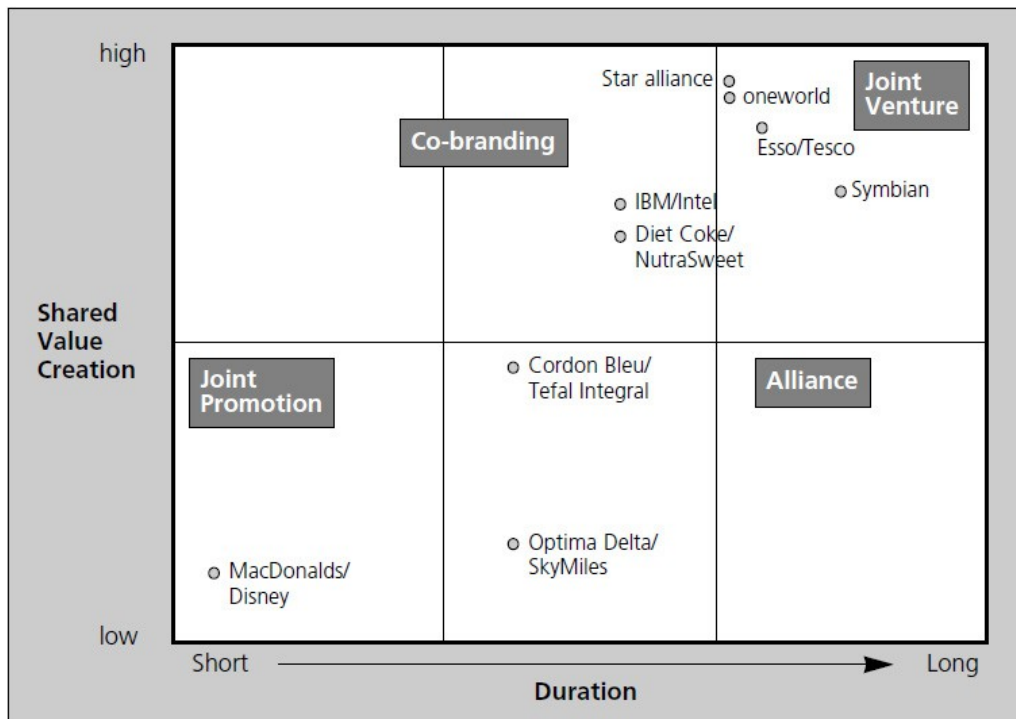 high
Star alliance
oneworld
Joint
Venture
Co-branding
Esso/Tesco
IBM/Intel
Symbian
Diet Coke/
NutraSweet
Shared
Value
Creation
Joint
Promotion
Cordon Bleu/
Tefal Integral
Alliance
Optima Delta/
SkyMiles
MacDonalds/
Disney
low
Short
Long
Duration